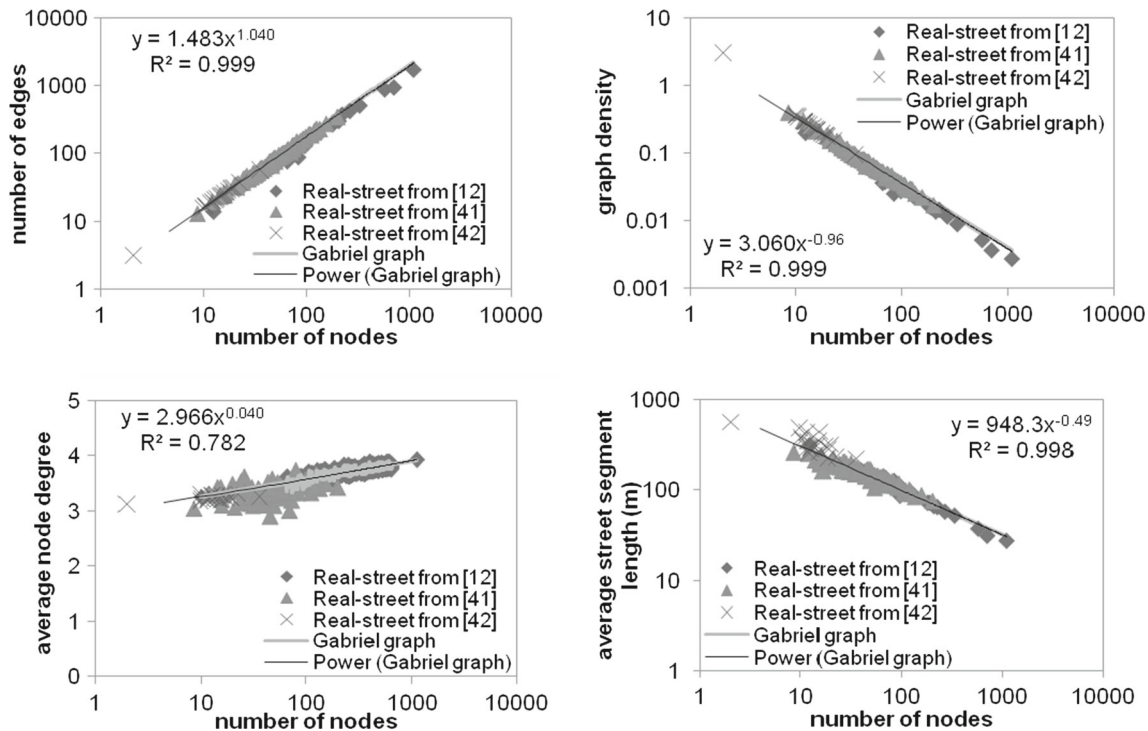 10000
1000
100
10
1
number of edges
y = 1.483x^1.040
R² = 0.999
Real-street from [12]
Real-street from [41]
Real-street from [42]
Gabriel graph
Power (Gabriel graph)
1 10 100 1000 10000
number of nodes
10
1
0.1
0.01
0.001
graph density
Real-street from [12]
Real-street from [41]
Real-street from [42]
Gabriel graph
Power (Gabriel graph)
y = 3.060x^-0.96
R² = 0.999
1 10 100 1000 10000
number of nodes
5
4
3
2
1
0
average node degree
y = 2.966x^0.040
R² = 0.782
Real-street from [12]
Real-street from [41]
Real-street from [42]
Gabriel graph
Power (Gabriel graph)
1 10 100 1000 10000
number of nodes
1000
100
10
1
average street segment
length (m)
y = 948.3x^-0.49
R² = 0.998
Real-street from [12]
Real-street from [41]
Real-street from [42]
Gabriel graph
Power (Gabriel graph)
1 10 100 1000 10000
number of nodes